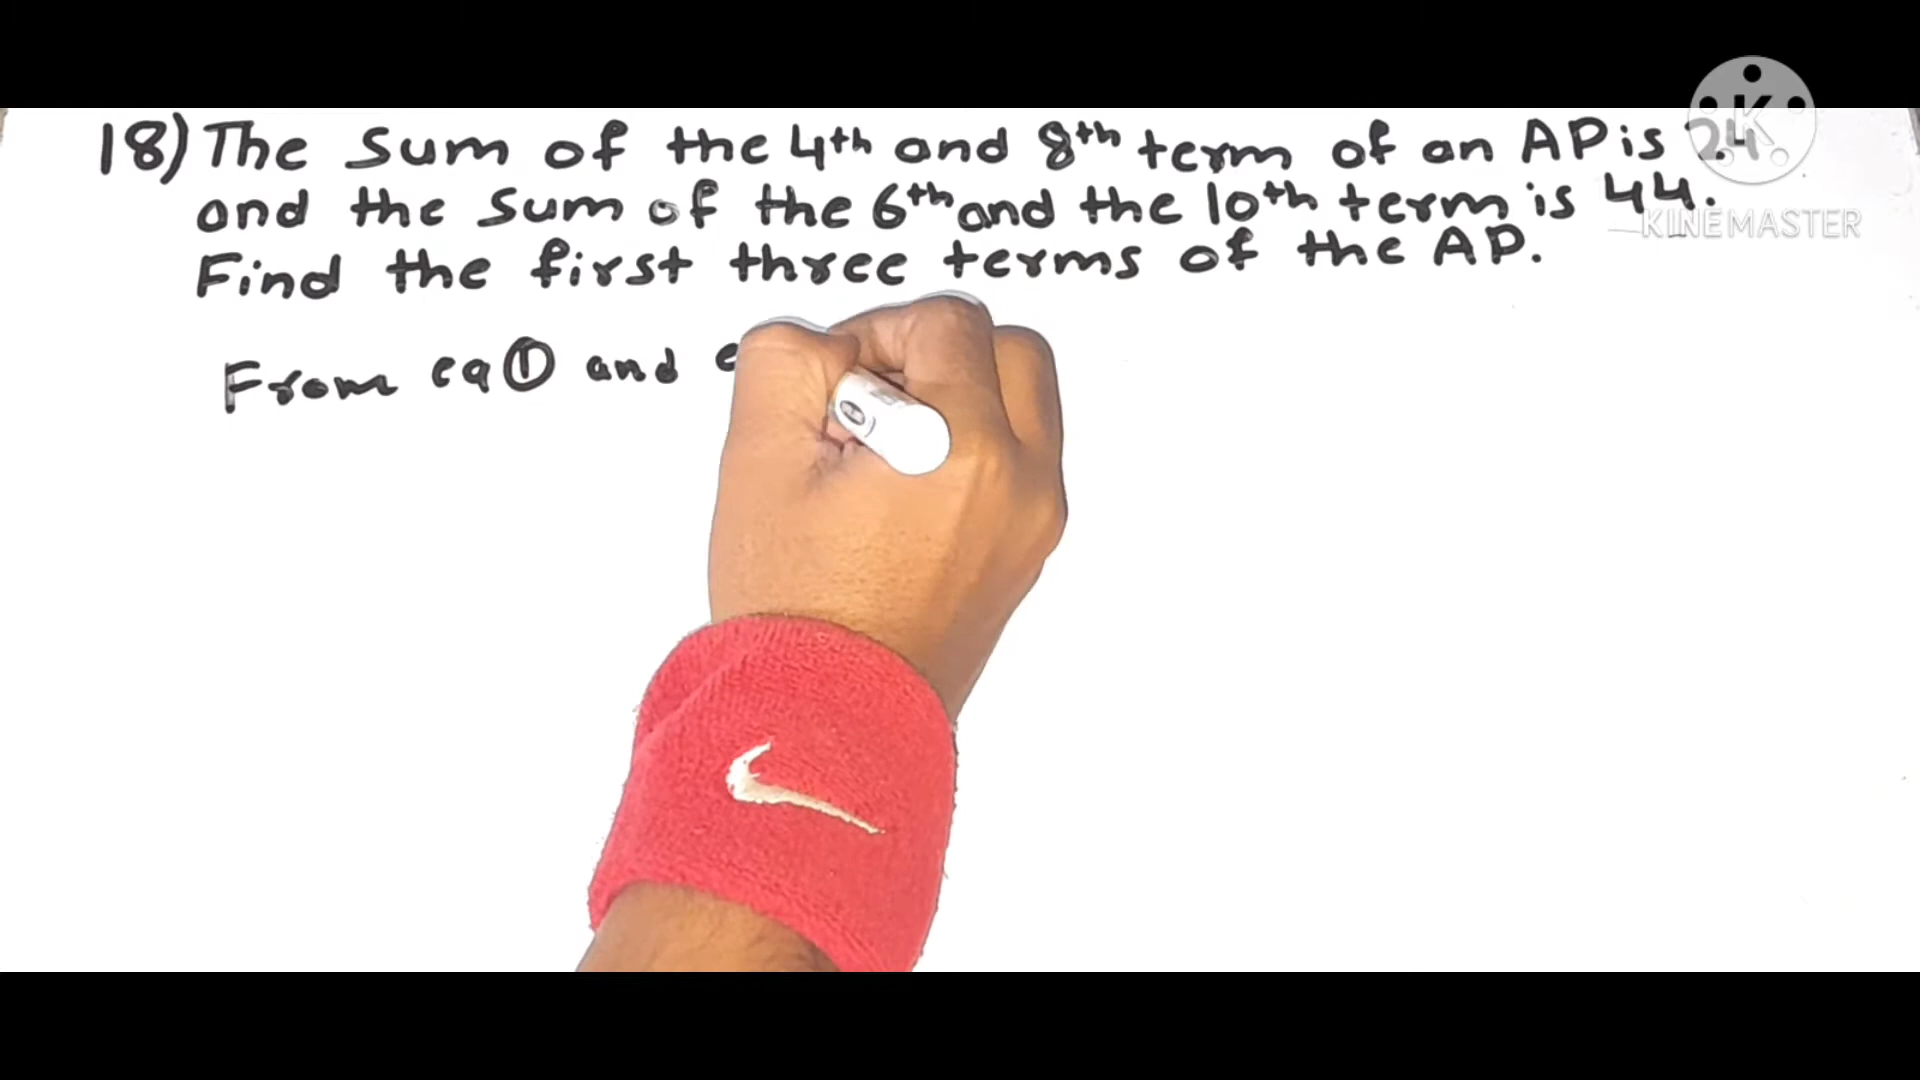 18) The sum of the 4th and 8th term of an AP is 24
and the sum of the 6th and the 10th term is 44.
Find the first three terms of the AP.
From eq ① and e
K
KINEMASTER